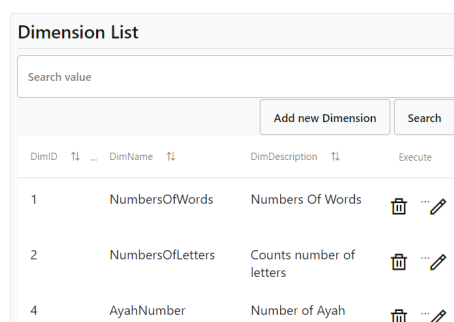 Dimension List
Search value
Add new Dimension Search
DimID ... DimName DimDescription Execute
1 NumbersOfWords Numbers Of Words ...
2 NumbersOfLetters Counts number of letters ...
4 AyahNumber Number of Ayah ...